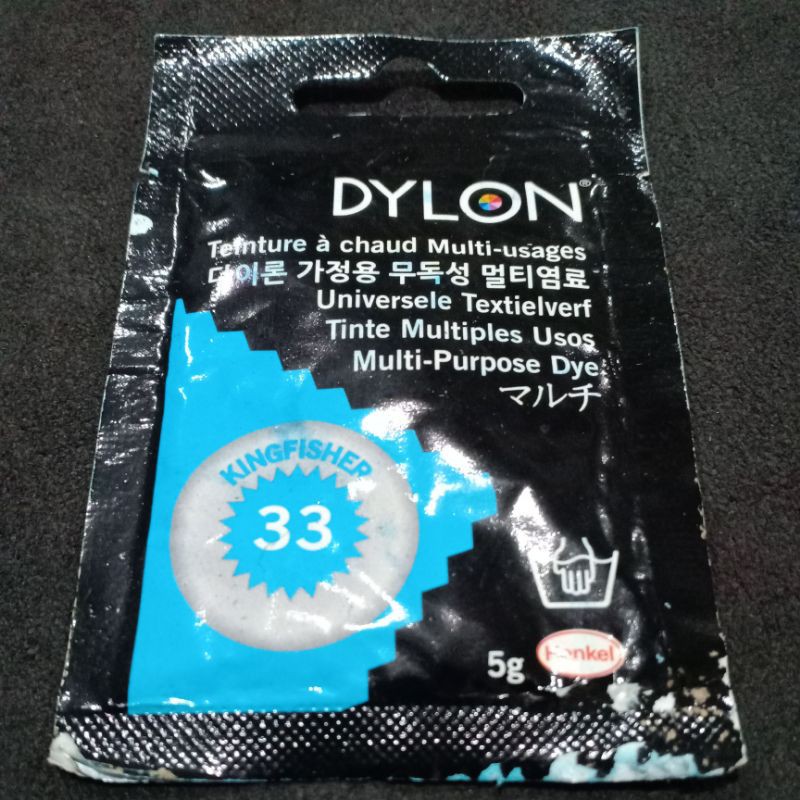 DYLON®
Teinture à chaud Multi-usages
다이론 가정용 무독성 멀티염료
Universele Textielverf
Tinte Multiples Usos
Multi-Purpose Dye
マルチ
KINGFISHER
33
5g
Henkel